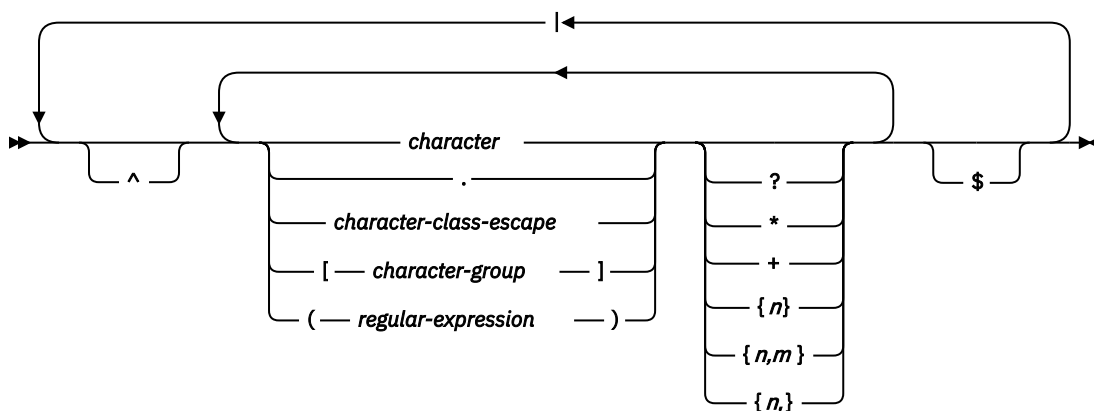 |
character
^ . ? $
character-class-escape *
[ character-group ] +
( regular-expression ) {n}
{n,m}
{n,}